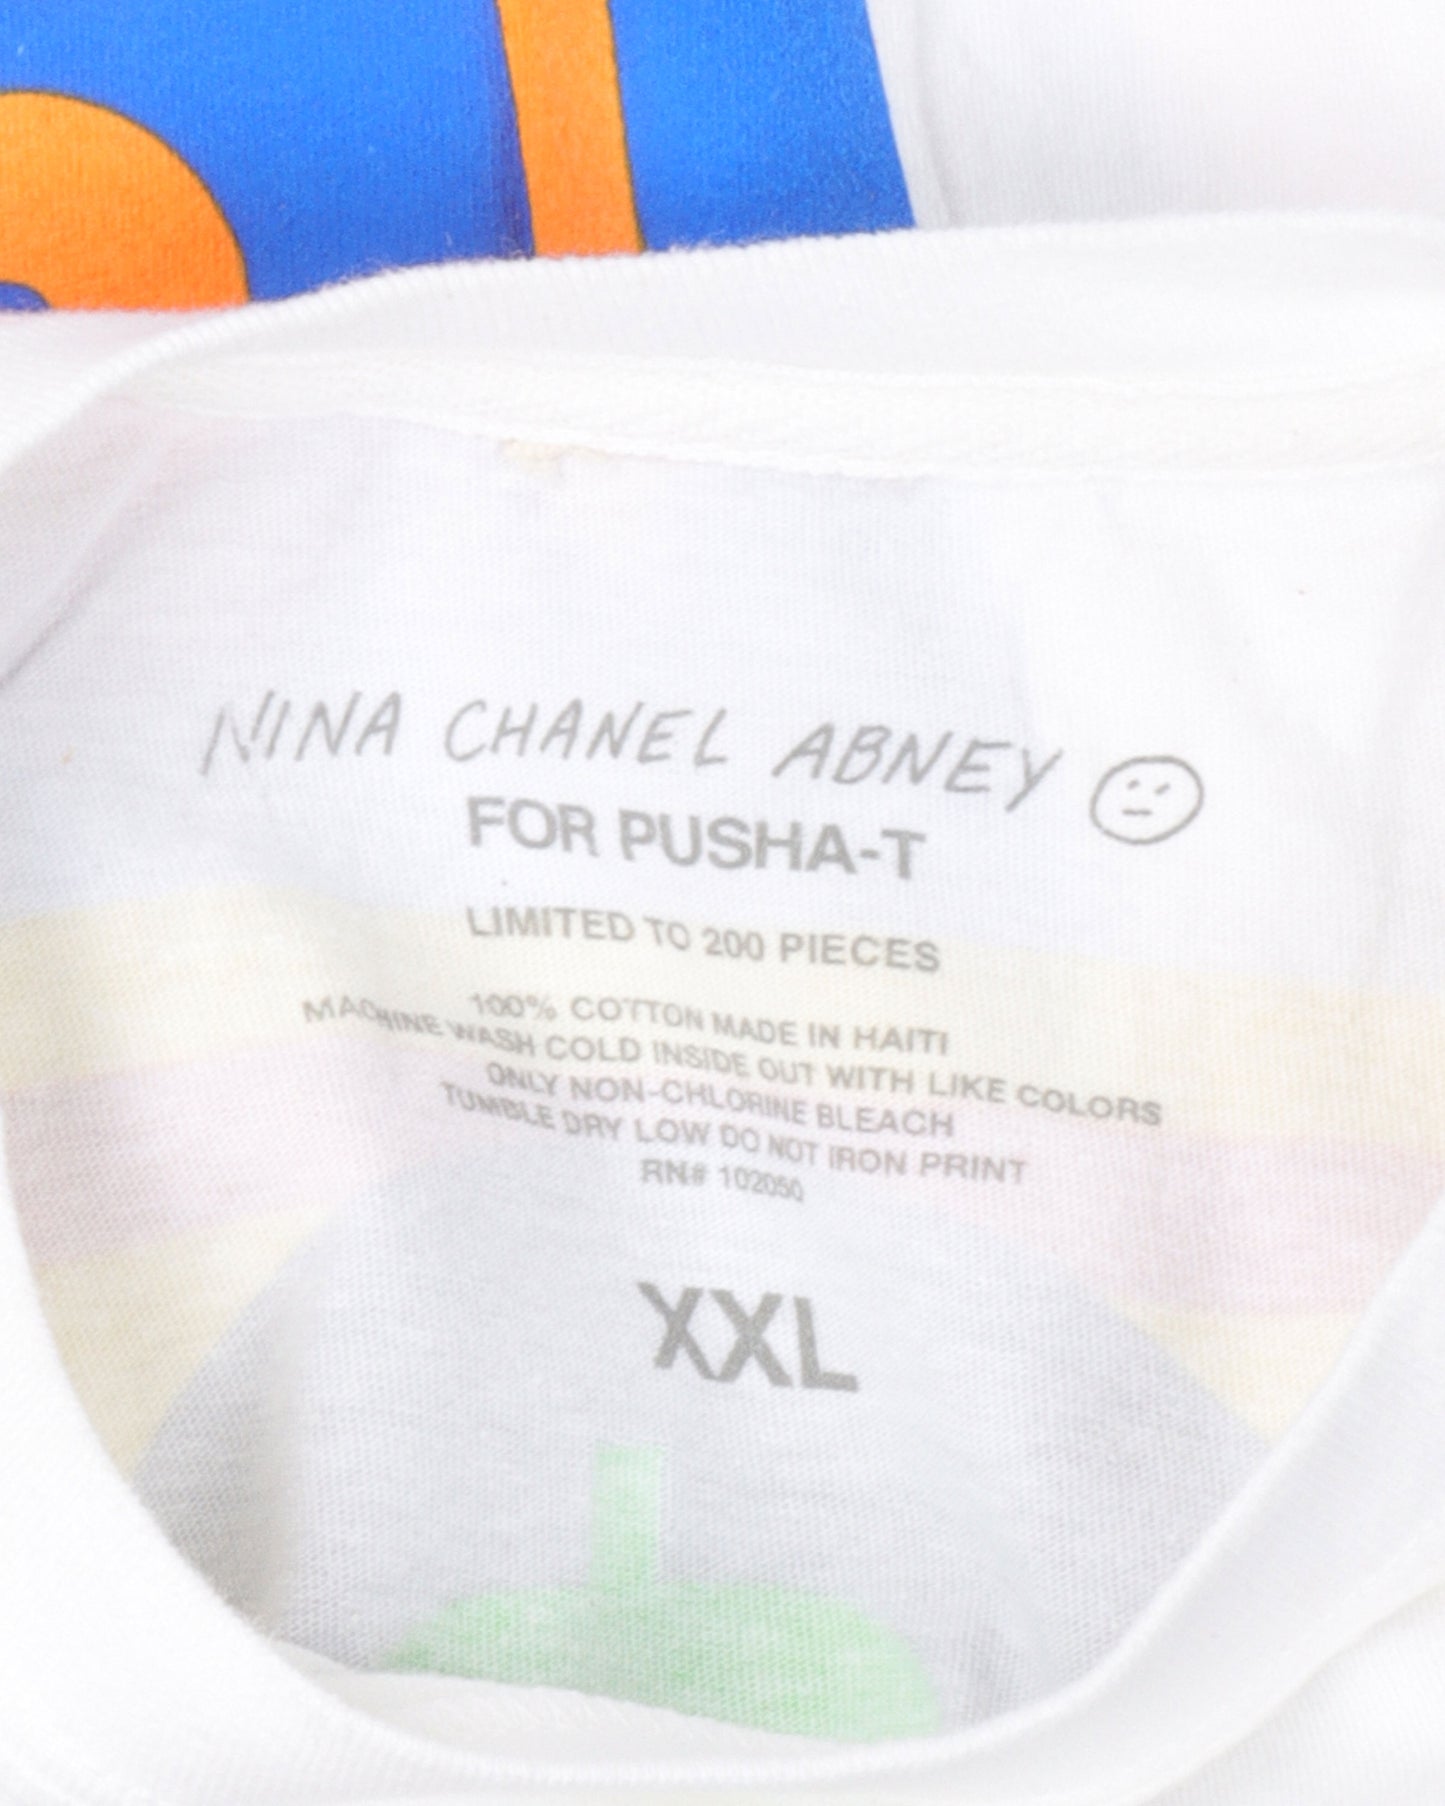 NINA CHANEL ABNEY
FOR PUSHA-T
LIMITED TO 200 PIECES
100% COTTON MADE IN HAITI
MACHINE WASH COLD INSIDE OUT WITH LIKE COLORS
ONLY NON-CHLORINE BLEACH
TUMBLE DRY LOW DO NOT IRON PRINT
RN# 102050
XXL